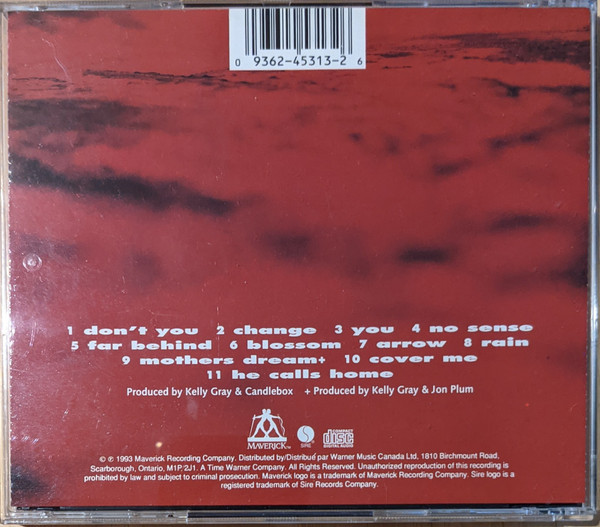 0 9362-45313-2 6
1 don't you 2 change 3 you 4 no sense
5 far behind 6 blossom 7 arrow 8 rain
9 mothers dream+ 10 cover me
11 he calls home
Produced by Kelly Gray & Candlebox + Produced by Kelly Gray & Jon Plum
MAVERICK™ SIRE COMPACT disc DIGITAL AUDIO
© ℗ 1993 Maverick Recording Company. Distributed by/Distribué par Warner Music Canada Ltd, 1810 Birchmount Road,
Scarborough, Ontario, M1P 2J1. A Time Warner Company. All Rights Reserved. Unauthorized reproduction of this recording is
prohibited by law and subject to criminal prosecution. Maverick logo is a trademark of Maverick Recording Company. Sire logo is a
registered trademark of Sire Records Company.